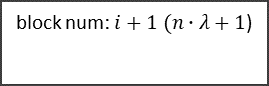 block num: 𝑖 + 1 (𝑛 · 𝜆 + 1)